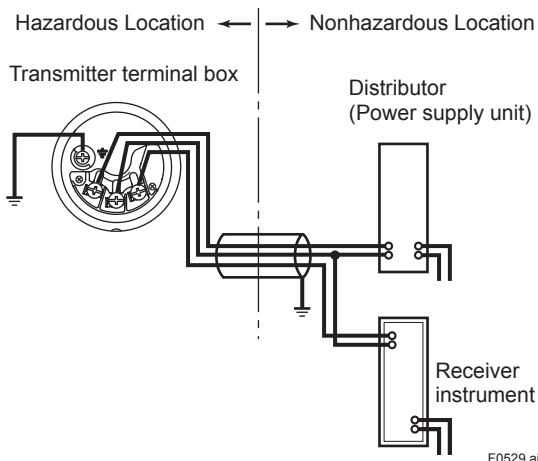 Hazardous Location
Nonhazardous Location
Transmitter terminal box
Distributor
(Power supply unit)
Receiver
instrument
F0529.ai